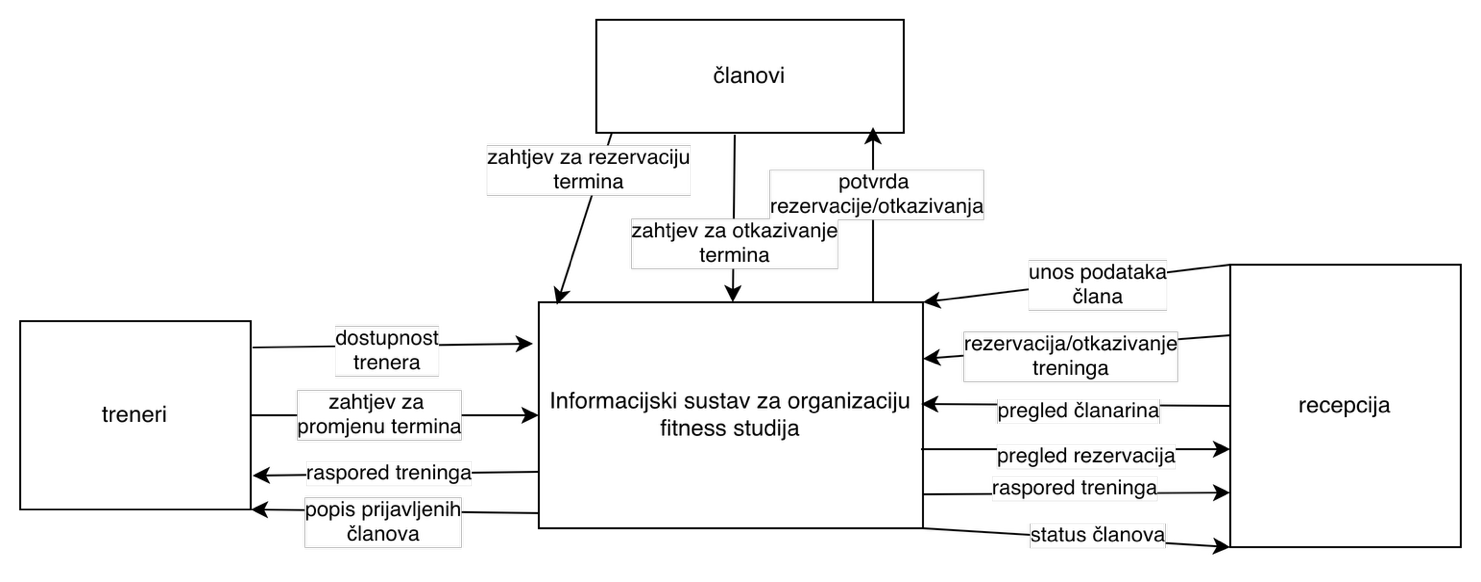 članovi
zahtjev za rezervaciju
termina
potvrda
rezervacije/otkazivanja
zahtjev za otkazivanje
termina
unos podataka
člana
dostupnost
trenera
rezervacija/otkazivanje
treninga
treneri
zahtjev za
promjenu termina
Informacijski sustav za organizaciju
fitness studija
pregled članarina
recepcija
pregled rezervacija
raspored treninga
raspored treninga
popis prijavljenih
članova
status članova